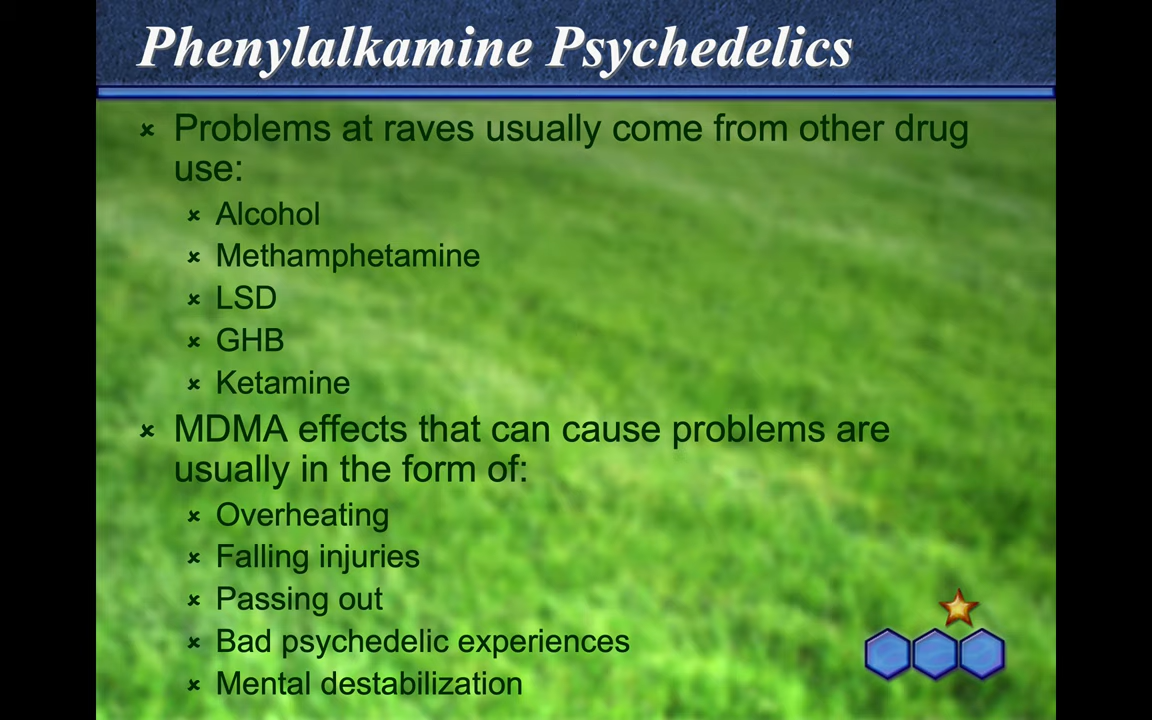 Phenylalkamine Psychedelics
Problems at raves usually come from other drug
use:
Alcohol
Methamphetamine
LSD
GHB
Ketamine
MDMA effects that can cause problems are
usually in the form of:
Overheating
Falling injuries
Passing out
Bad psychedelic experiences
Mental destabilization